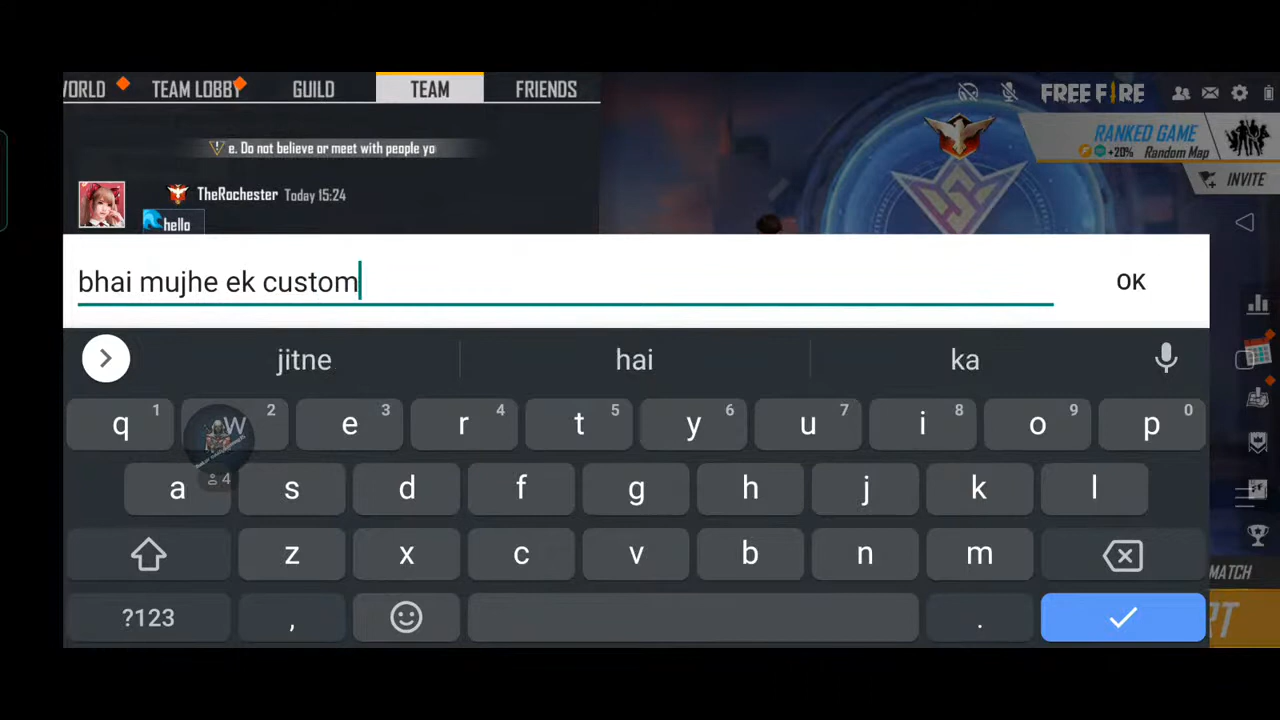 WORLD TEAM LOBBY GUILD TEAM FRIENDS
FREE FIRE
e. Do not believe or meet with people yo
RANKED GAME
+20% Random Map
TheRochester Today 15:24
INVITE
hello
bhai mujhe ek custom OK
jitne hai ka
q 1 w 2 e 3 r 4 t 5 y 6 u 7 i 8 o 9 p 0
a 4 s d f g h j k l
z x c v b n m
MATCH
?123 , .
RT